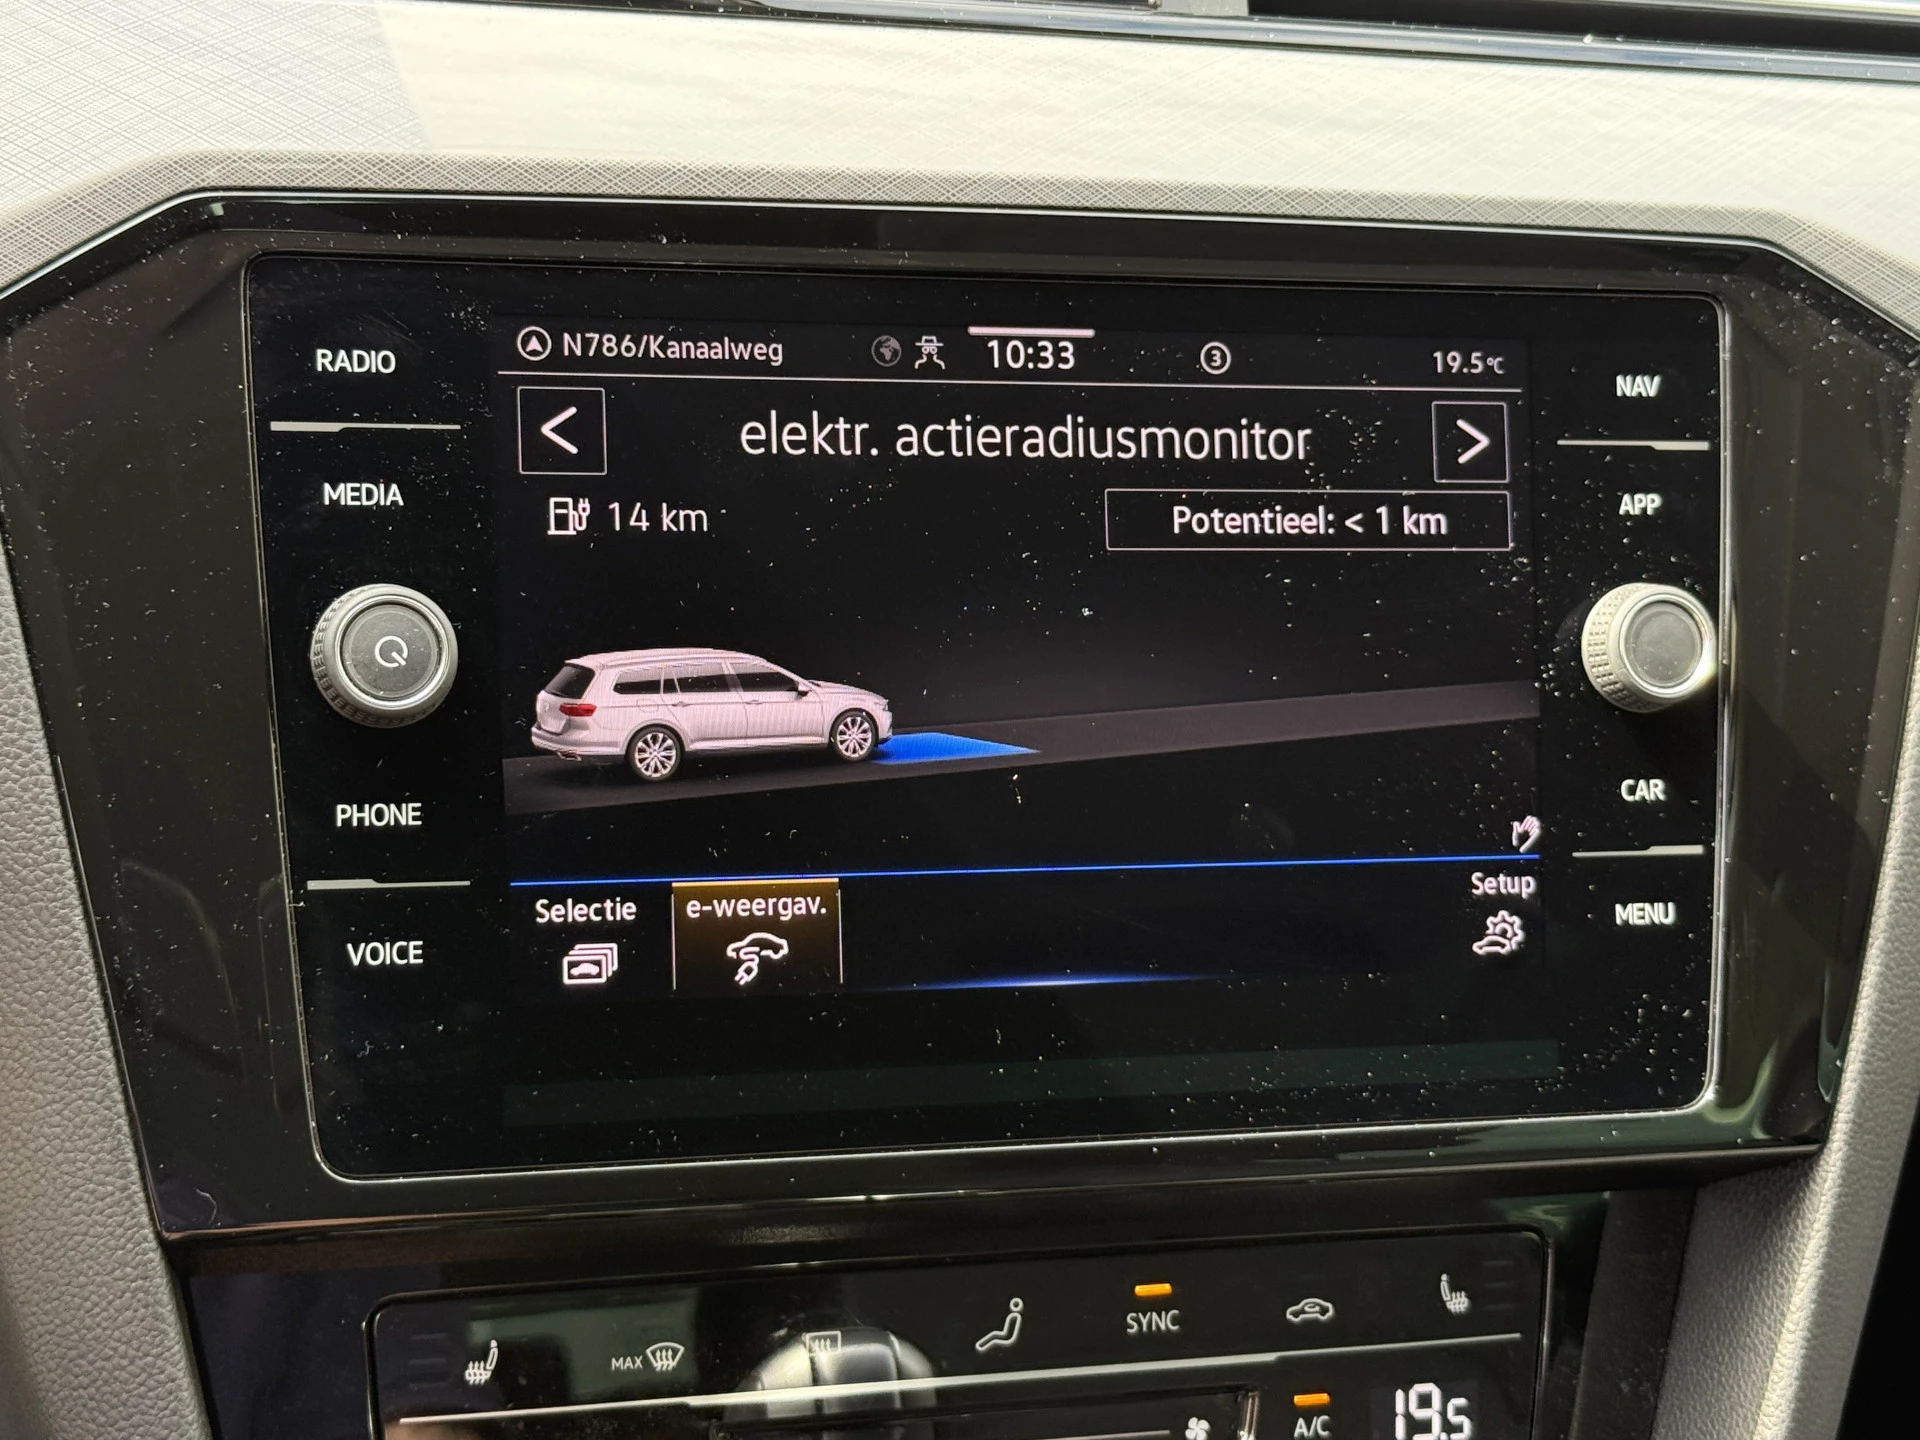 RADIO
MEDIA
PHONE
VOICE
N786/Kanaalweg
10:33
3
19.5°C
elektr. actieradiusmonitor
14 km
Potentieel: < 1 km
Selectie
e-weergav.
Setup
NAV
APP
CAR
MENU
MAX
SYNC
A/C
19.5